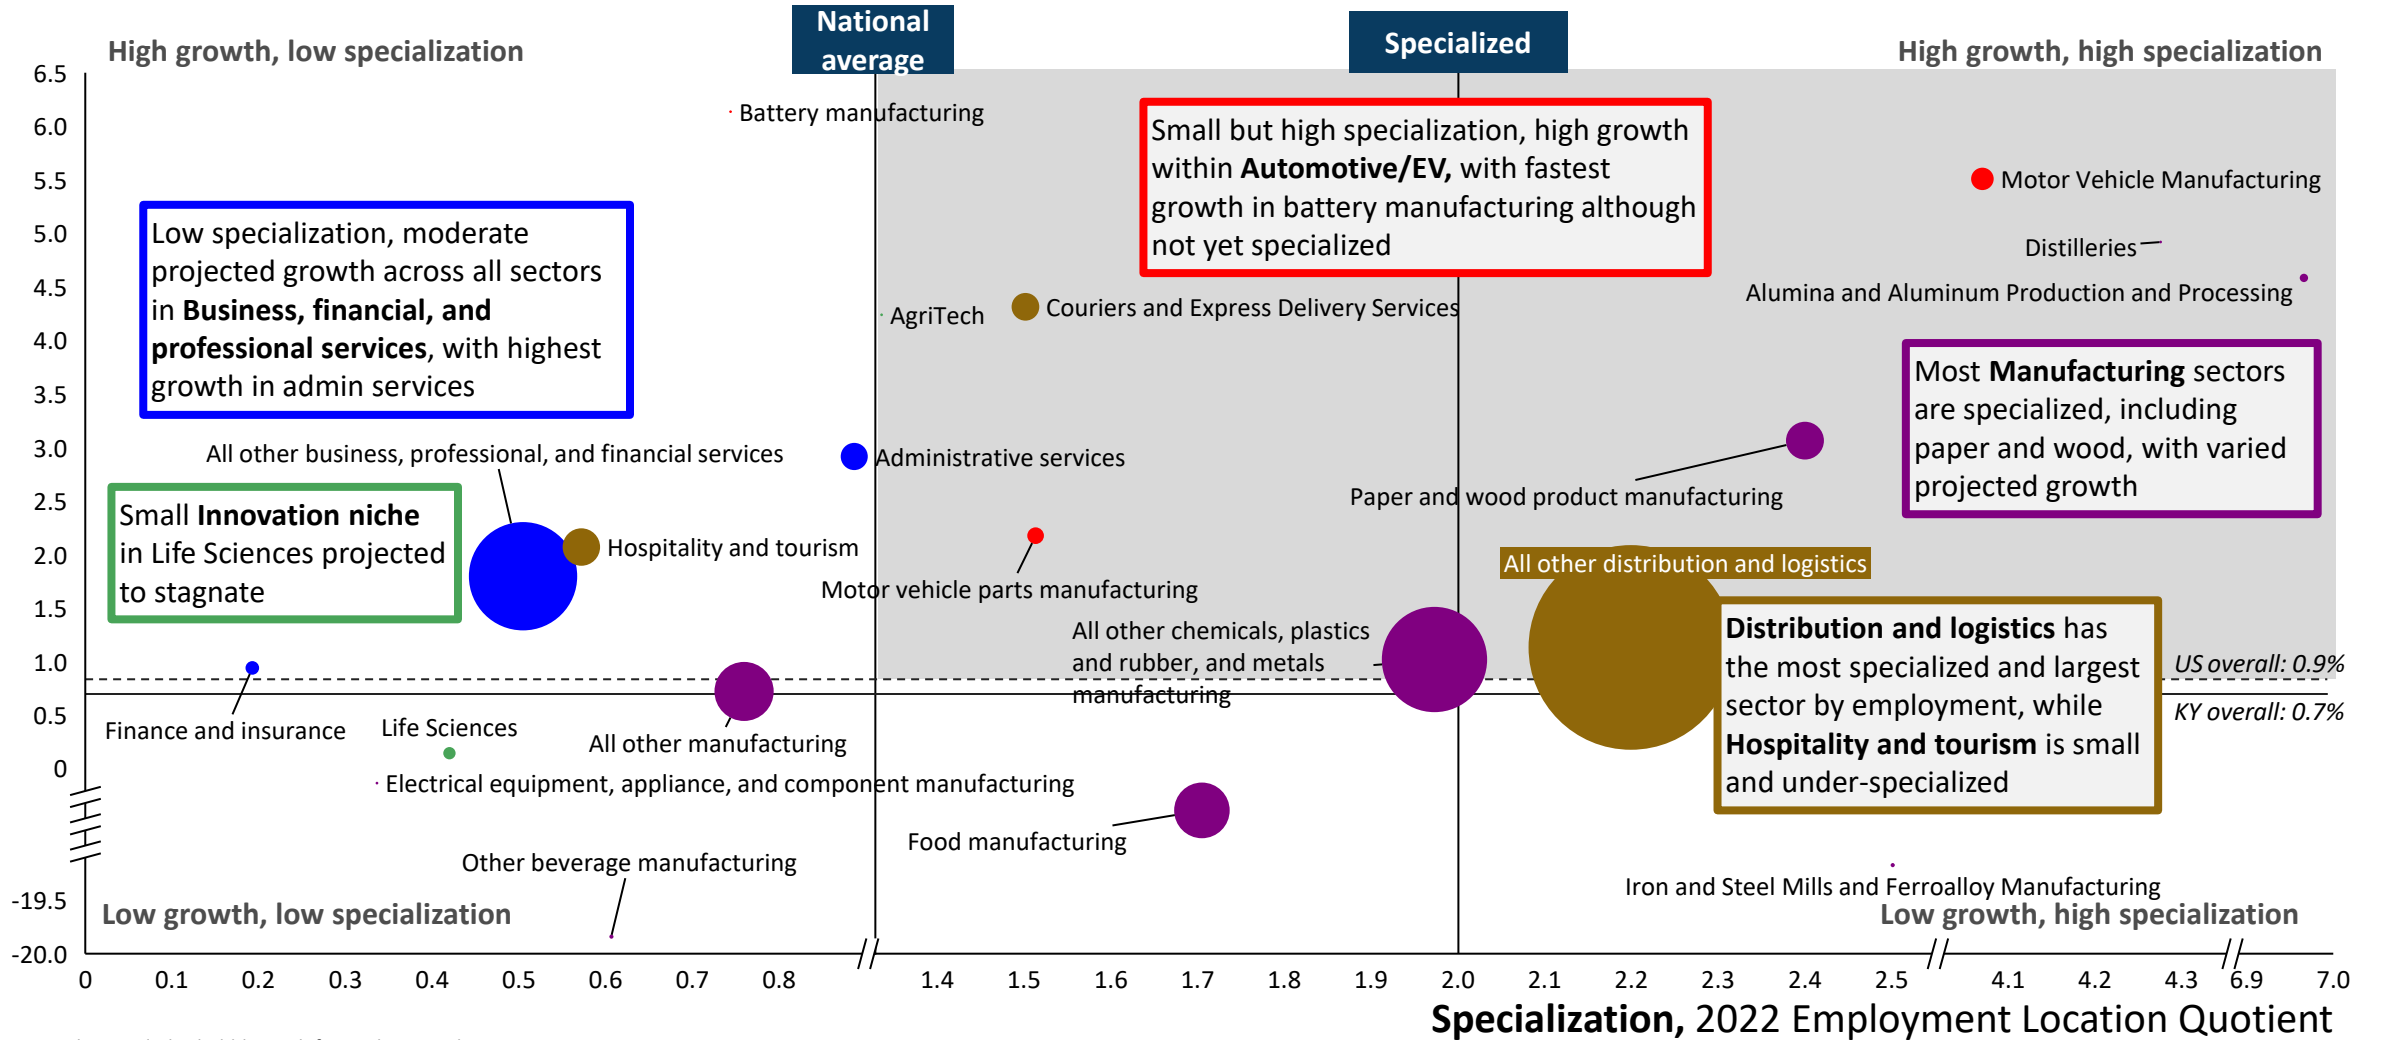 National
average
Specialized
High growth, low specialization
High growth, high specialization
6.5
6.0
5.5
5.0
4.5
4.0
3.5
3.0
2.5
2.0
1.5
1.0
0.5
0
-19.5
-20.0
Battery manufacturing
Small but high specialization, high growth
within Automotive/EV, with fastest
growth in battery manufacturing although
not yet specialized
Motor Vehicle Manufacturing
Low specialization, moderate
projected growth across all sectors
in Business, financial, and
professional services, with highest
growth in admin services
Distilleries
Alumina and Aluminum Production and Processing
AgriTech
Couriers and Express Delivery Services
Most Manufacturing sectors
are specialized, including
paper and wood, with varied
projected growth
All other business, professional, and financial services
Administrative services
Paper and wood product manufacturing
Small Innovation niche
in Life Sciences projected
to stagnate
Hospitality and tourism
Motor vehicle parts manufacturing
All other distribution and logistics
All other chemicals, plastics
and rubber, and metals
manufacturing
Distribution and logistics has
the most specialized and largest
sector by employment, while
Hospitality and tourism is small
and under-specialized
US overall: 0.9%
KY overall: 0.7%
Finance and insurance
Life Sciences
All other manufacturing
Electrical equipment, appliance, and component manufacturing
Food manufacturing
Other beverage manufacturing
Iron and Steel Mills and Ferroalloy Manufacturing
Low growth, low specialization
Low growth, high specialization
0 0.1 0.2 0.3 0.4 0.5 0.6 0.7 0.8 1.4 1.5 1.6 1.7 1.8 1.9 2.0 2.1 2.2 2.3 2.4 2.5 4.1 4.2 4.3 6.9 7.0
Specialization, 2022 Employment Location Quotient